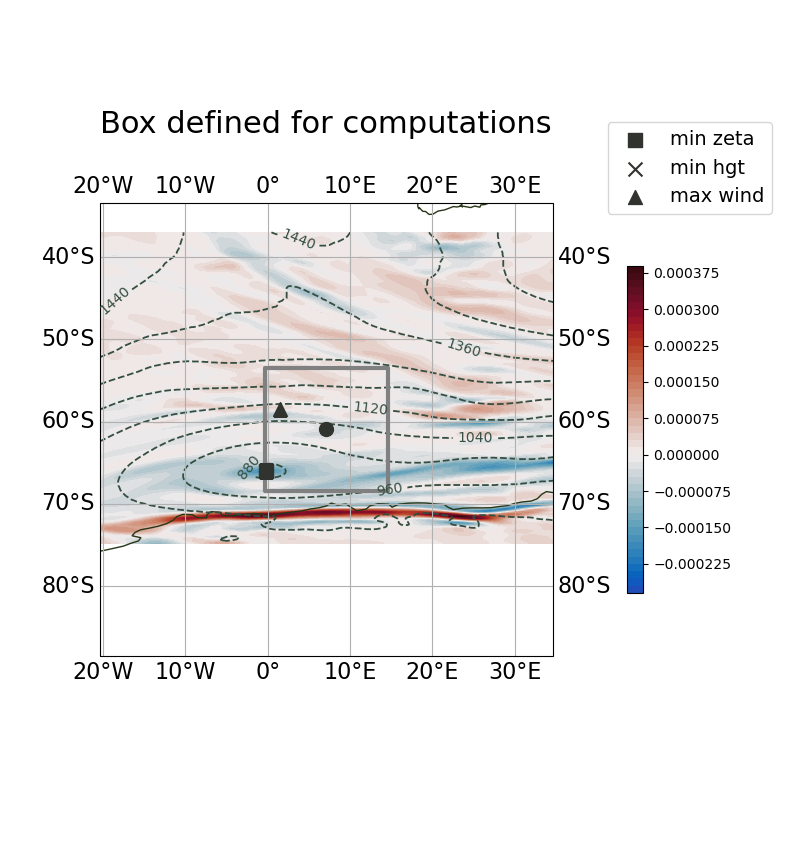 Box defined for computations
min zeta
min hgt
max wind
20°W 10°W 0° 10°E 20°E 30°E
1440
1440
40°S 40°S
0.000375
0.000300
50°S 50°S
1360
0.000225
0.000150
1120
0.000075
60°S 60°S
1040
0.000000
880
960
−0.000075
70°S 70°S
−0.000150
−0.000225
80°S 80°S
20°W 10°W 0° 10°E 20°E 30°E